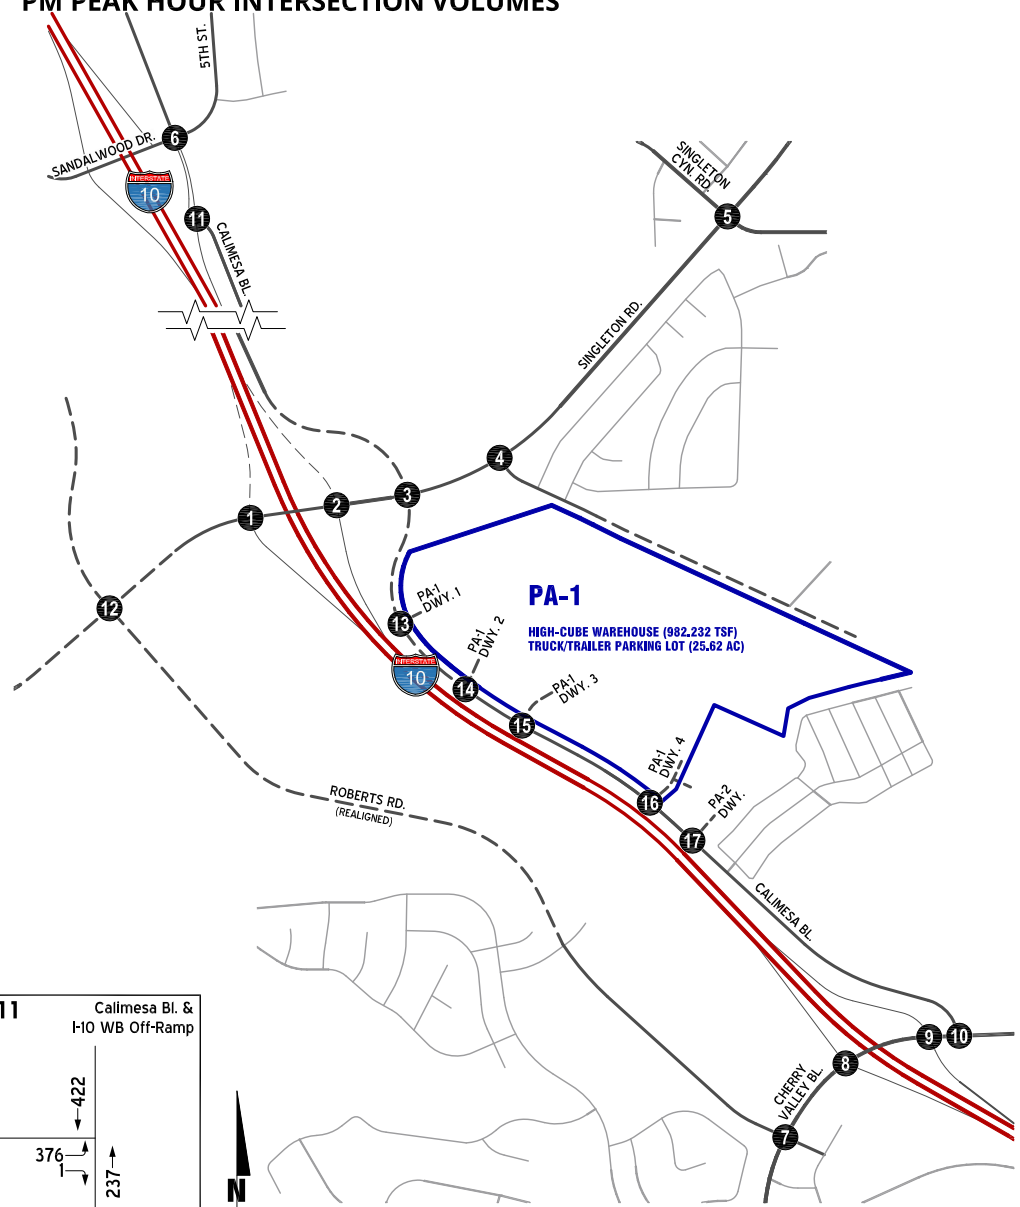 PM PEAK HOUR INTERSECTION VOLUMES
5TH ST.
6
SANDALWOOD DR.
INTERSTATE
10
11
CALIMESA BL.
SINGLETON
CYN. RD.
5
SINGLETON RD.
4
3
2
1
12
PA-1
DWY. 1
13
PA-1
DWY. 2
PA-1
HIGH-CUBE WAREHOUSE (982.232 TSF)
TRUCK/TRAILER PARKING LOT (25.62 AC)
INTERSTATE
10
14
PA-1
DWY. 3
15
PA-1
DWY. 4
16
PA-2
DWY.
17
ROBERTS RD.
(REALIGNED)
CALIMESA BL.
9
10
8
CHERRY
VALLEY BL.
7
11
Calimesa Bl. &
I-10 WB Off-Ramp
422
376
1
237
N